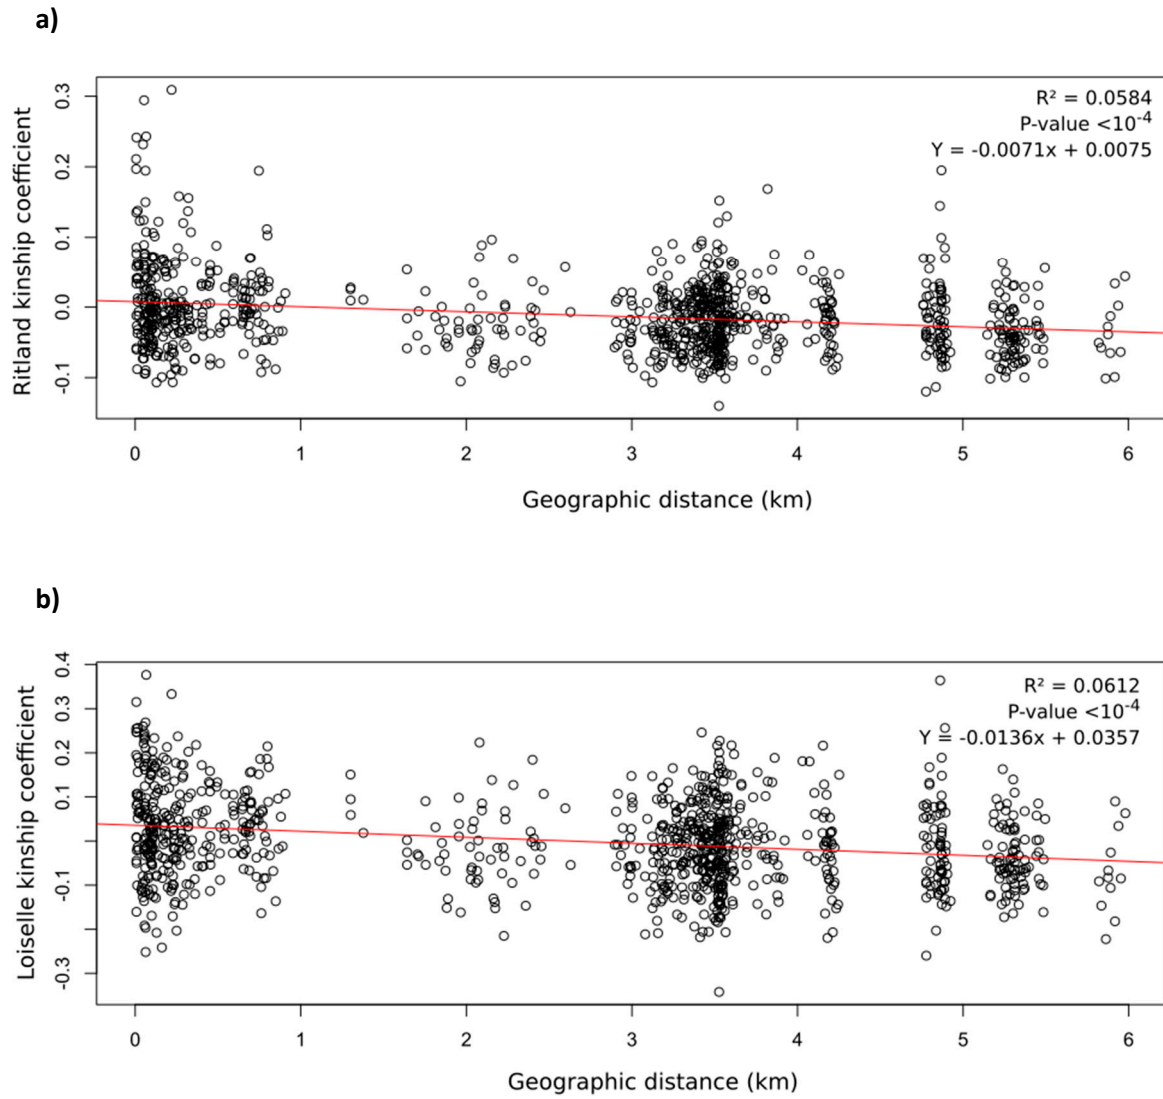 a)
R² = 0.0584
P-value <10⁻⁴
Y = -0.0071x + 0.0075
Ritland kinship coefficient
0.3
0.2
0.1
0.0
-0.1
0 1 2 3 4 5 6
Geographic distance (km)
b)
R² = 0.0612
P-value <10⁻⁴
Y = -0.0136x + 0.0357
Loiselle kinship coefficient
0.4
0.3
0.2
0.1
-0.1
-0.3
0 1 2 3 4 5 6
Geographic distance (km)